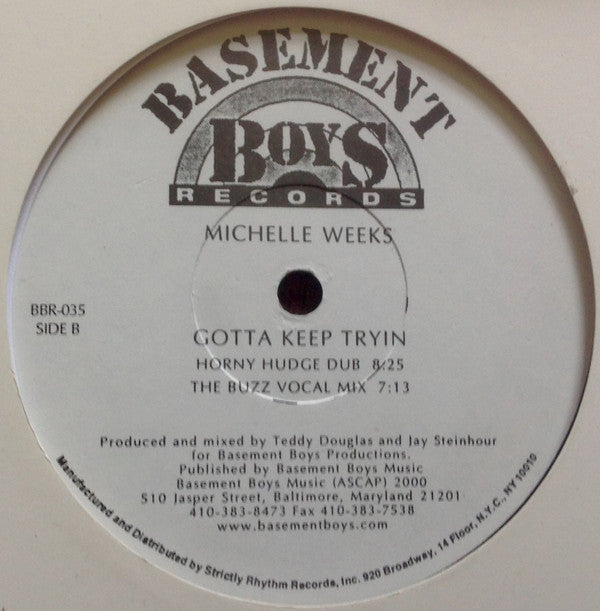 BASEMENT
BOYS
RECORDS
MICHELLE WEEKS
BBR-035
SIDE B
GOTTA KEEP TRYIN
HORNY HUDGE DUB 8:25
THE BUZZ VOCAL MIX 7:13
Produced and mixed by Teddy Douglas and Jay Steinhour
for Basement Boys Productions.
Published by Basement Boys Music
Basement Boys Music (ASCAP) 2000
510 Jasper Street, Baltimore, Maryland 21201
410-383-8473 Fax 410-383-7538
www.basementboys.com
Manufactured and Distributed by Strictly Rhythm Records, Inc. 920 Broadway, 14 Floor, N.Y.C., NY 10010